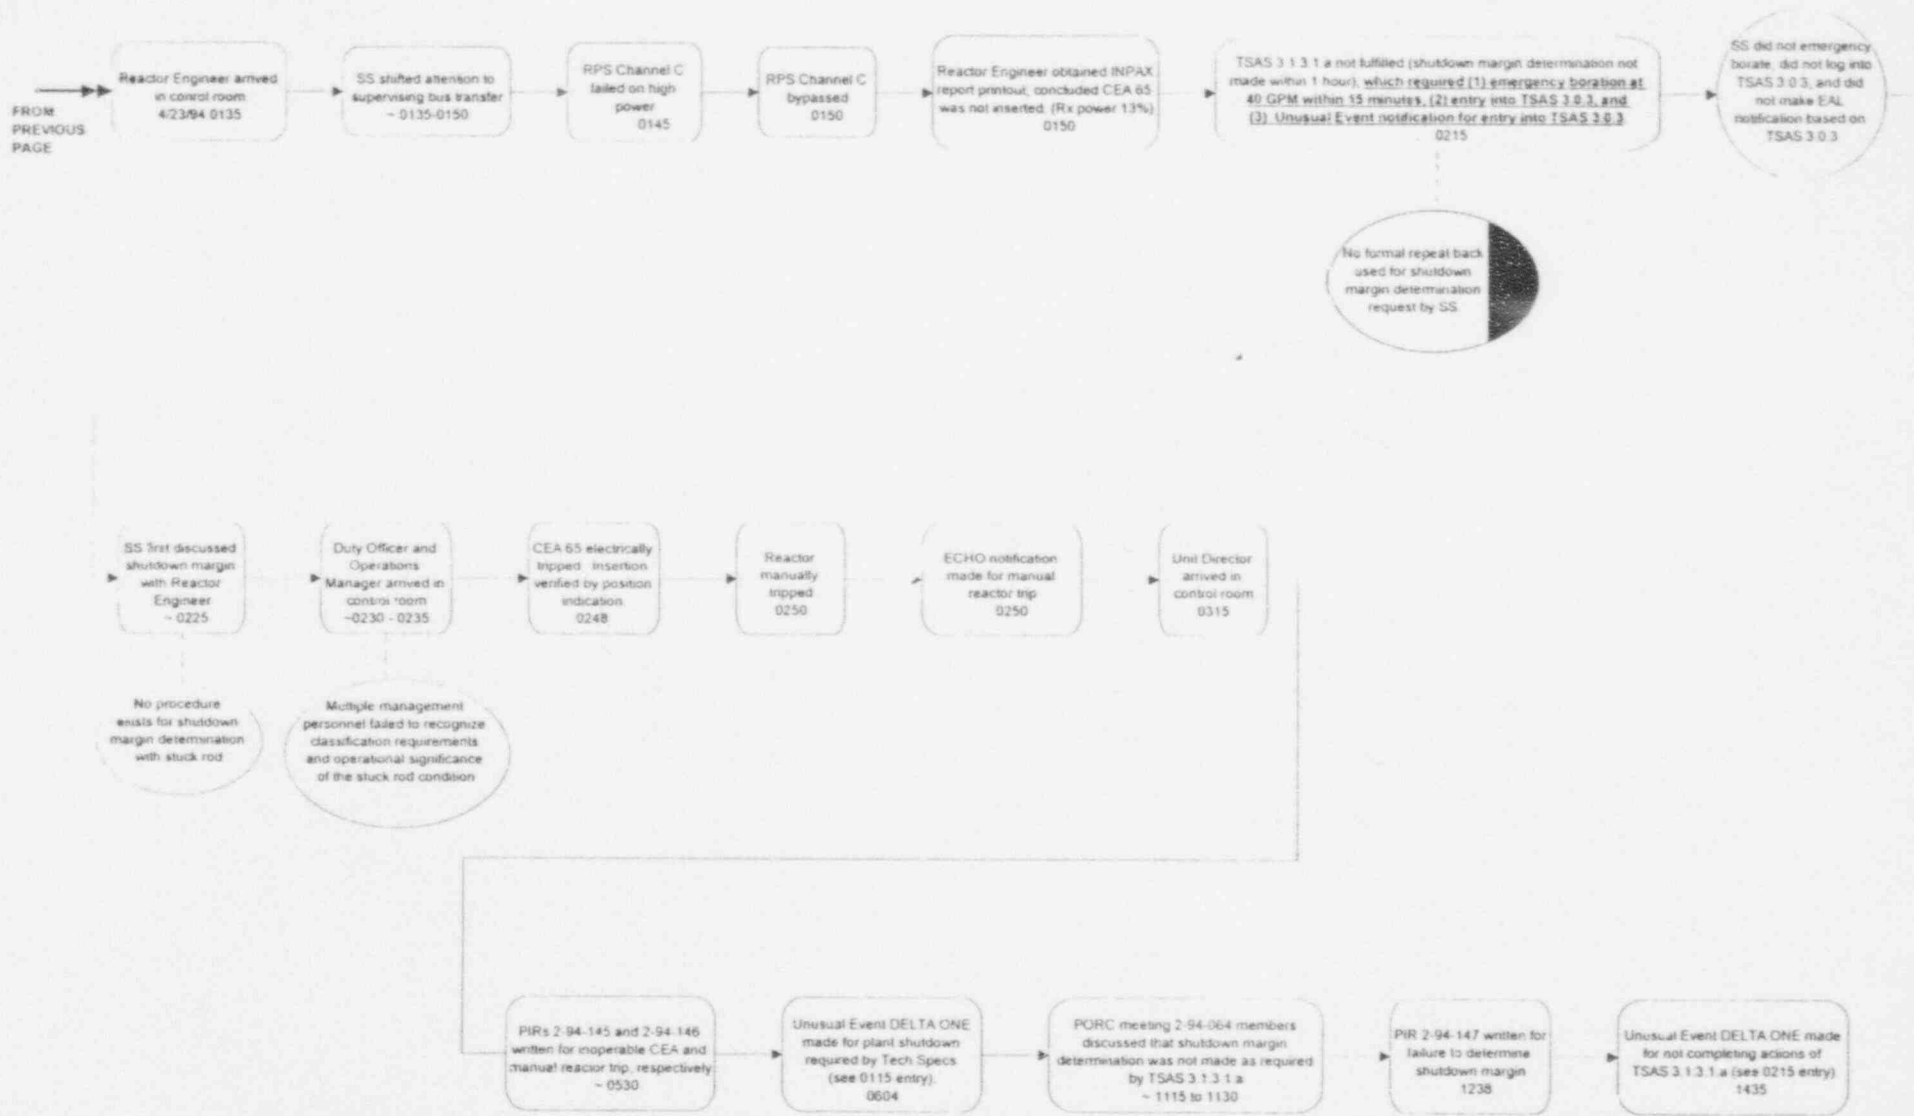 FROM
PREVIOUS
PAGE
Reactor Engineer arrived
in control room
4/23/94 0135
SS shifted attention to
supervising bus transfer
~ 0135-0150
RPS Channel C
failed on high
power
0145
RPS Channel C
bypassed
0150
Reactor Engineer obtained INPAX
report printout, concluded CEA 65
was not inserted. (Rx power 13%)
0150
TSAS 3.1.3.1.a not fulfilled (shutdown margin determination not
made within 1 hour), which required (1) emergency boration at
40 GPM within 15 minutes, (2) entry into TSAS 3.0.3, and
(3) Unusual Event notification for entry into TSAS 3.0.3
0215
SS did not emergency
borate, did not log into
TSAS 3.0.3, and did
not make EAL
notification based on
TSAS 3.0.3
No formal repeat back
used for shutdown
margin determination
request by SS
SS first discussed
shutdown margin
with Reactor
Engineer
~ 0225
Duty Officer and
Operations
Manager arrived in
control room
~0230 - 0235
CEA 65 electrically
tripped. Insertion
verified by position
indication.
0248
Reactor
manually
tripped
0250
ECHO notification
made for manual
reactor trip
0250
Unit Director
arrived in
control room
0315
No procedure
exists for shutdown
margin determination
with stuck rod
Multiple management
personnel failed to recognize
classification requirements
and operational significance
of the stuck rod condition
PIRs 2-94-145 and 2-94-146
written for inoperable CEA and
manual reactor trip, respectively
~ 0530
Unusual Event DELTA ONE
made for plant shutdown
required by Tech Specs
(see 0115 entry)
0604
PORC meeting 2-94-064 members
discussed that shutdown margin
determination was not made as required
by TSAS 3.1.3.1.a
~ 1115 to 1130
PIR 2-94-147 written for
failure to determine
shutdown margin
1238
Unusual Event DELTA ONE made
for not completing actions of
TSAS 3.1.3.1.a (see 0215 entry)
1435